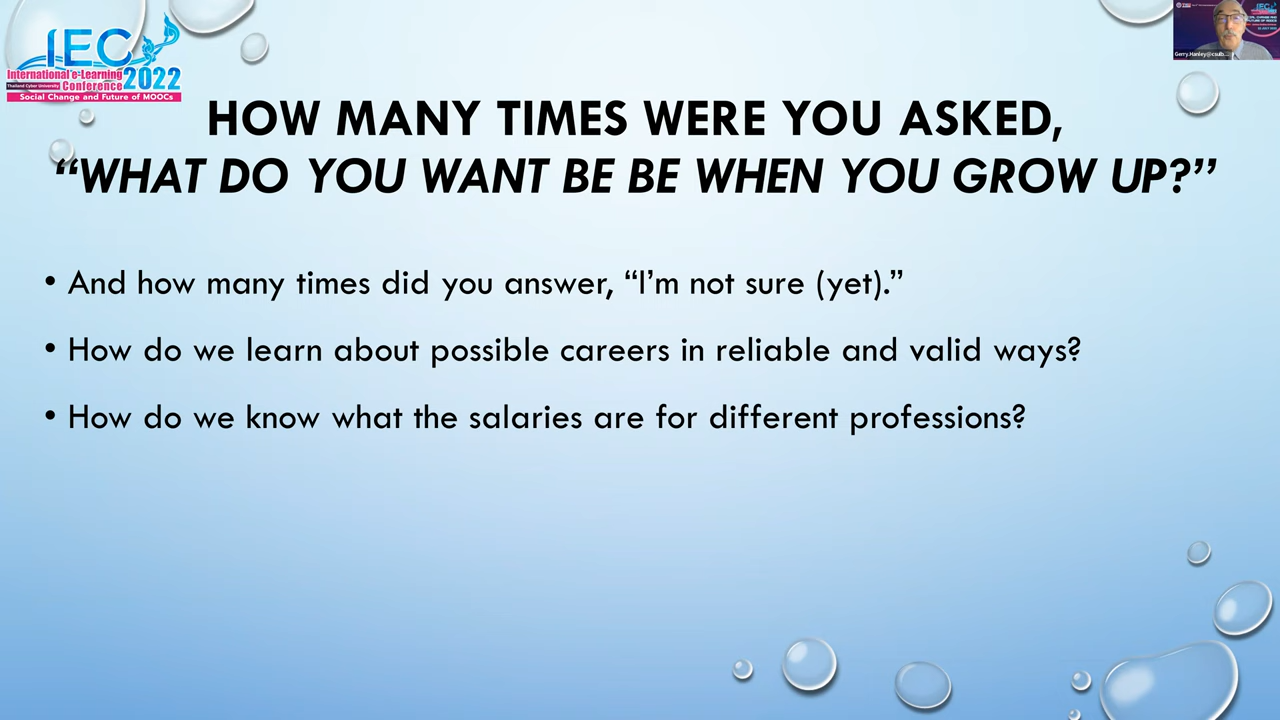 IEC
International e-Learning
Thailand Cyber University Conference 2022
Social Change and Future of MOOCs
Gerry.Hanley@csulb...
HOW MANY TIMES WERE YOU ASKED,
“WHAT DO YOU WANT BE BE WHEN YOU GROW UP?”
• And how many times did you answer, “I’m not sure (yet).”
• How do we learn about possible careers in reliable and valid ways?
• How do we know what the salaries are for different professions?